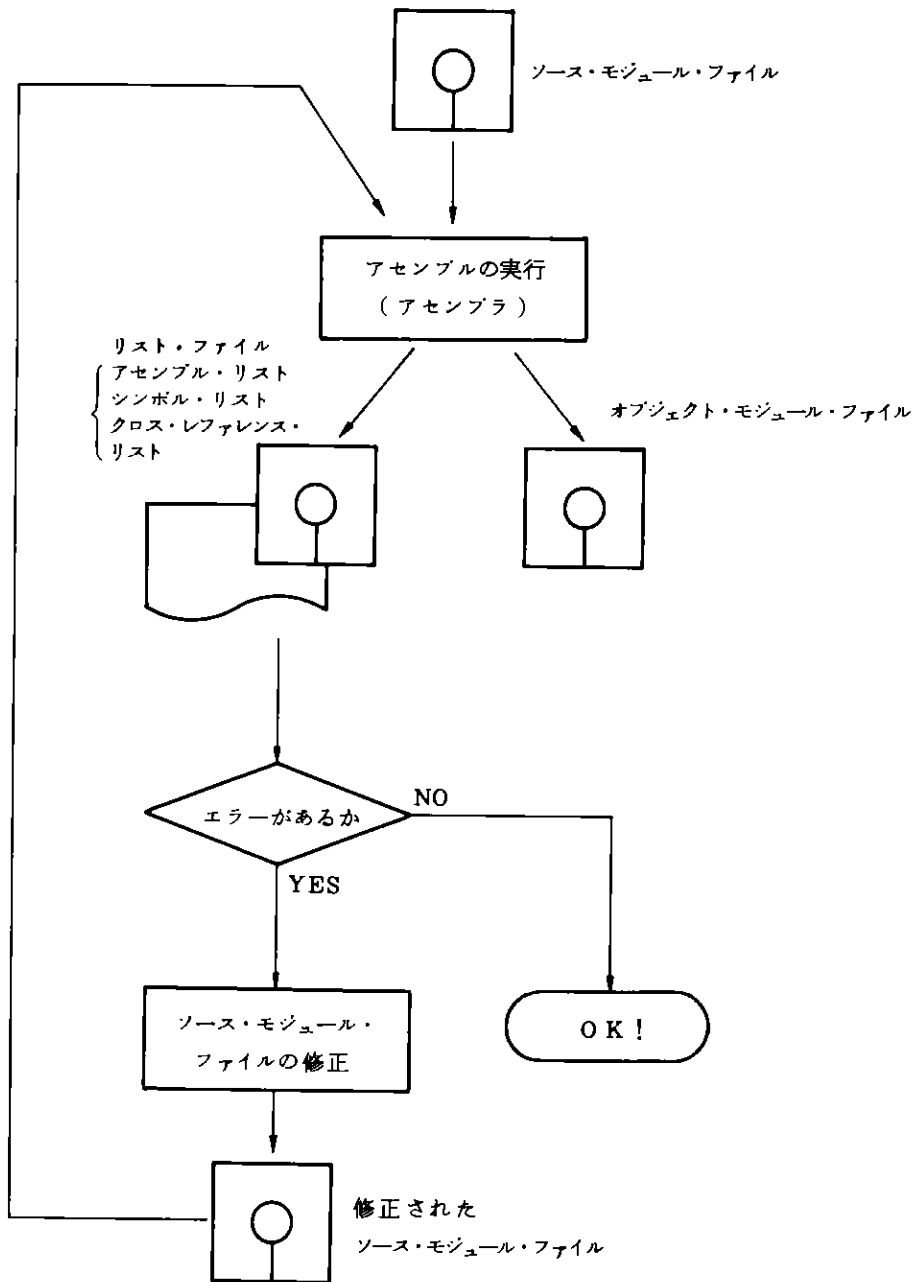 ソース・モジュール・ファイル
アセンブルの実行
(アセンブラ)
リスト・ファイル
アセンブル・リスト
シンボル・リスト
クロス・レファレンス・
リスト
オブジェクト・モジュール・ファイル
エラーがあるか
NO
YES
ソース・モジュール・
ファイルの修正
OK!
修正された
ソース・モジュール・ファイル